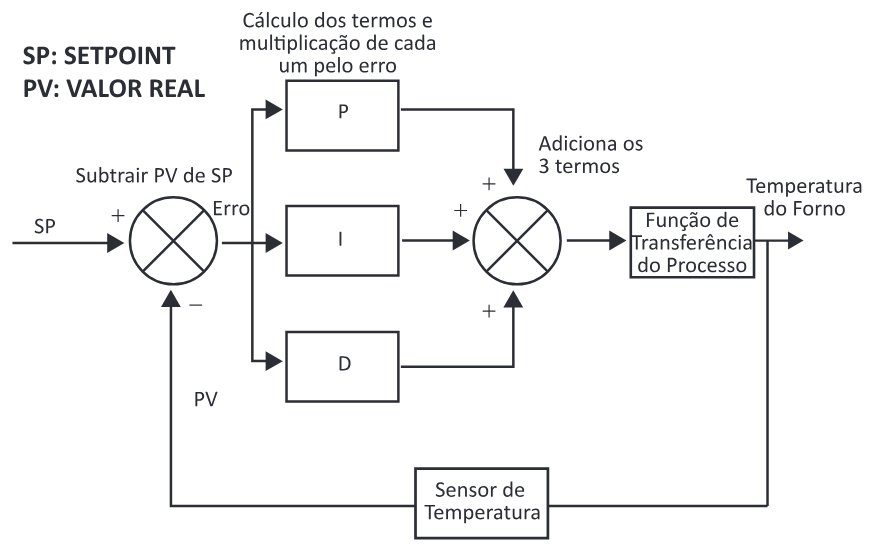 Cálculo dos termos e
multiplicação de cada
um pelo erro
SP: SETPOINT
PV: VALOR REAL
P
Adiciona os
3 termos
+
Subtrair PV de SP
Temperatura
do Forno
SP
+
Erro
+
I
Função de
Transferência
do Processo
−
+
D
PV
Sensor de
Temperatura